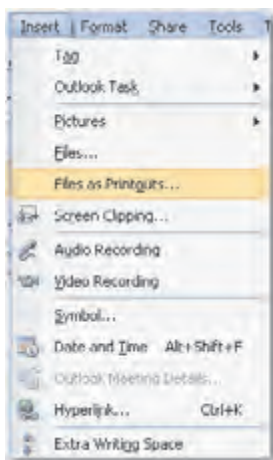 Insert Format Share Tools T
Tag
Outlook Task
Pictures
Files...
Files as Printouts...
Screen Clipping...
Audio Recording
Video Recording
Symbol...
Date and Time Alt+Shift+F
Outlook Meeting Details...
Hyperlink... Ctrl+K
Extra Writing Space